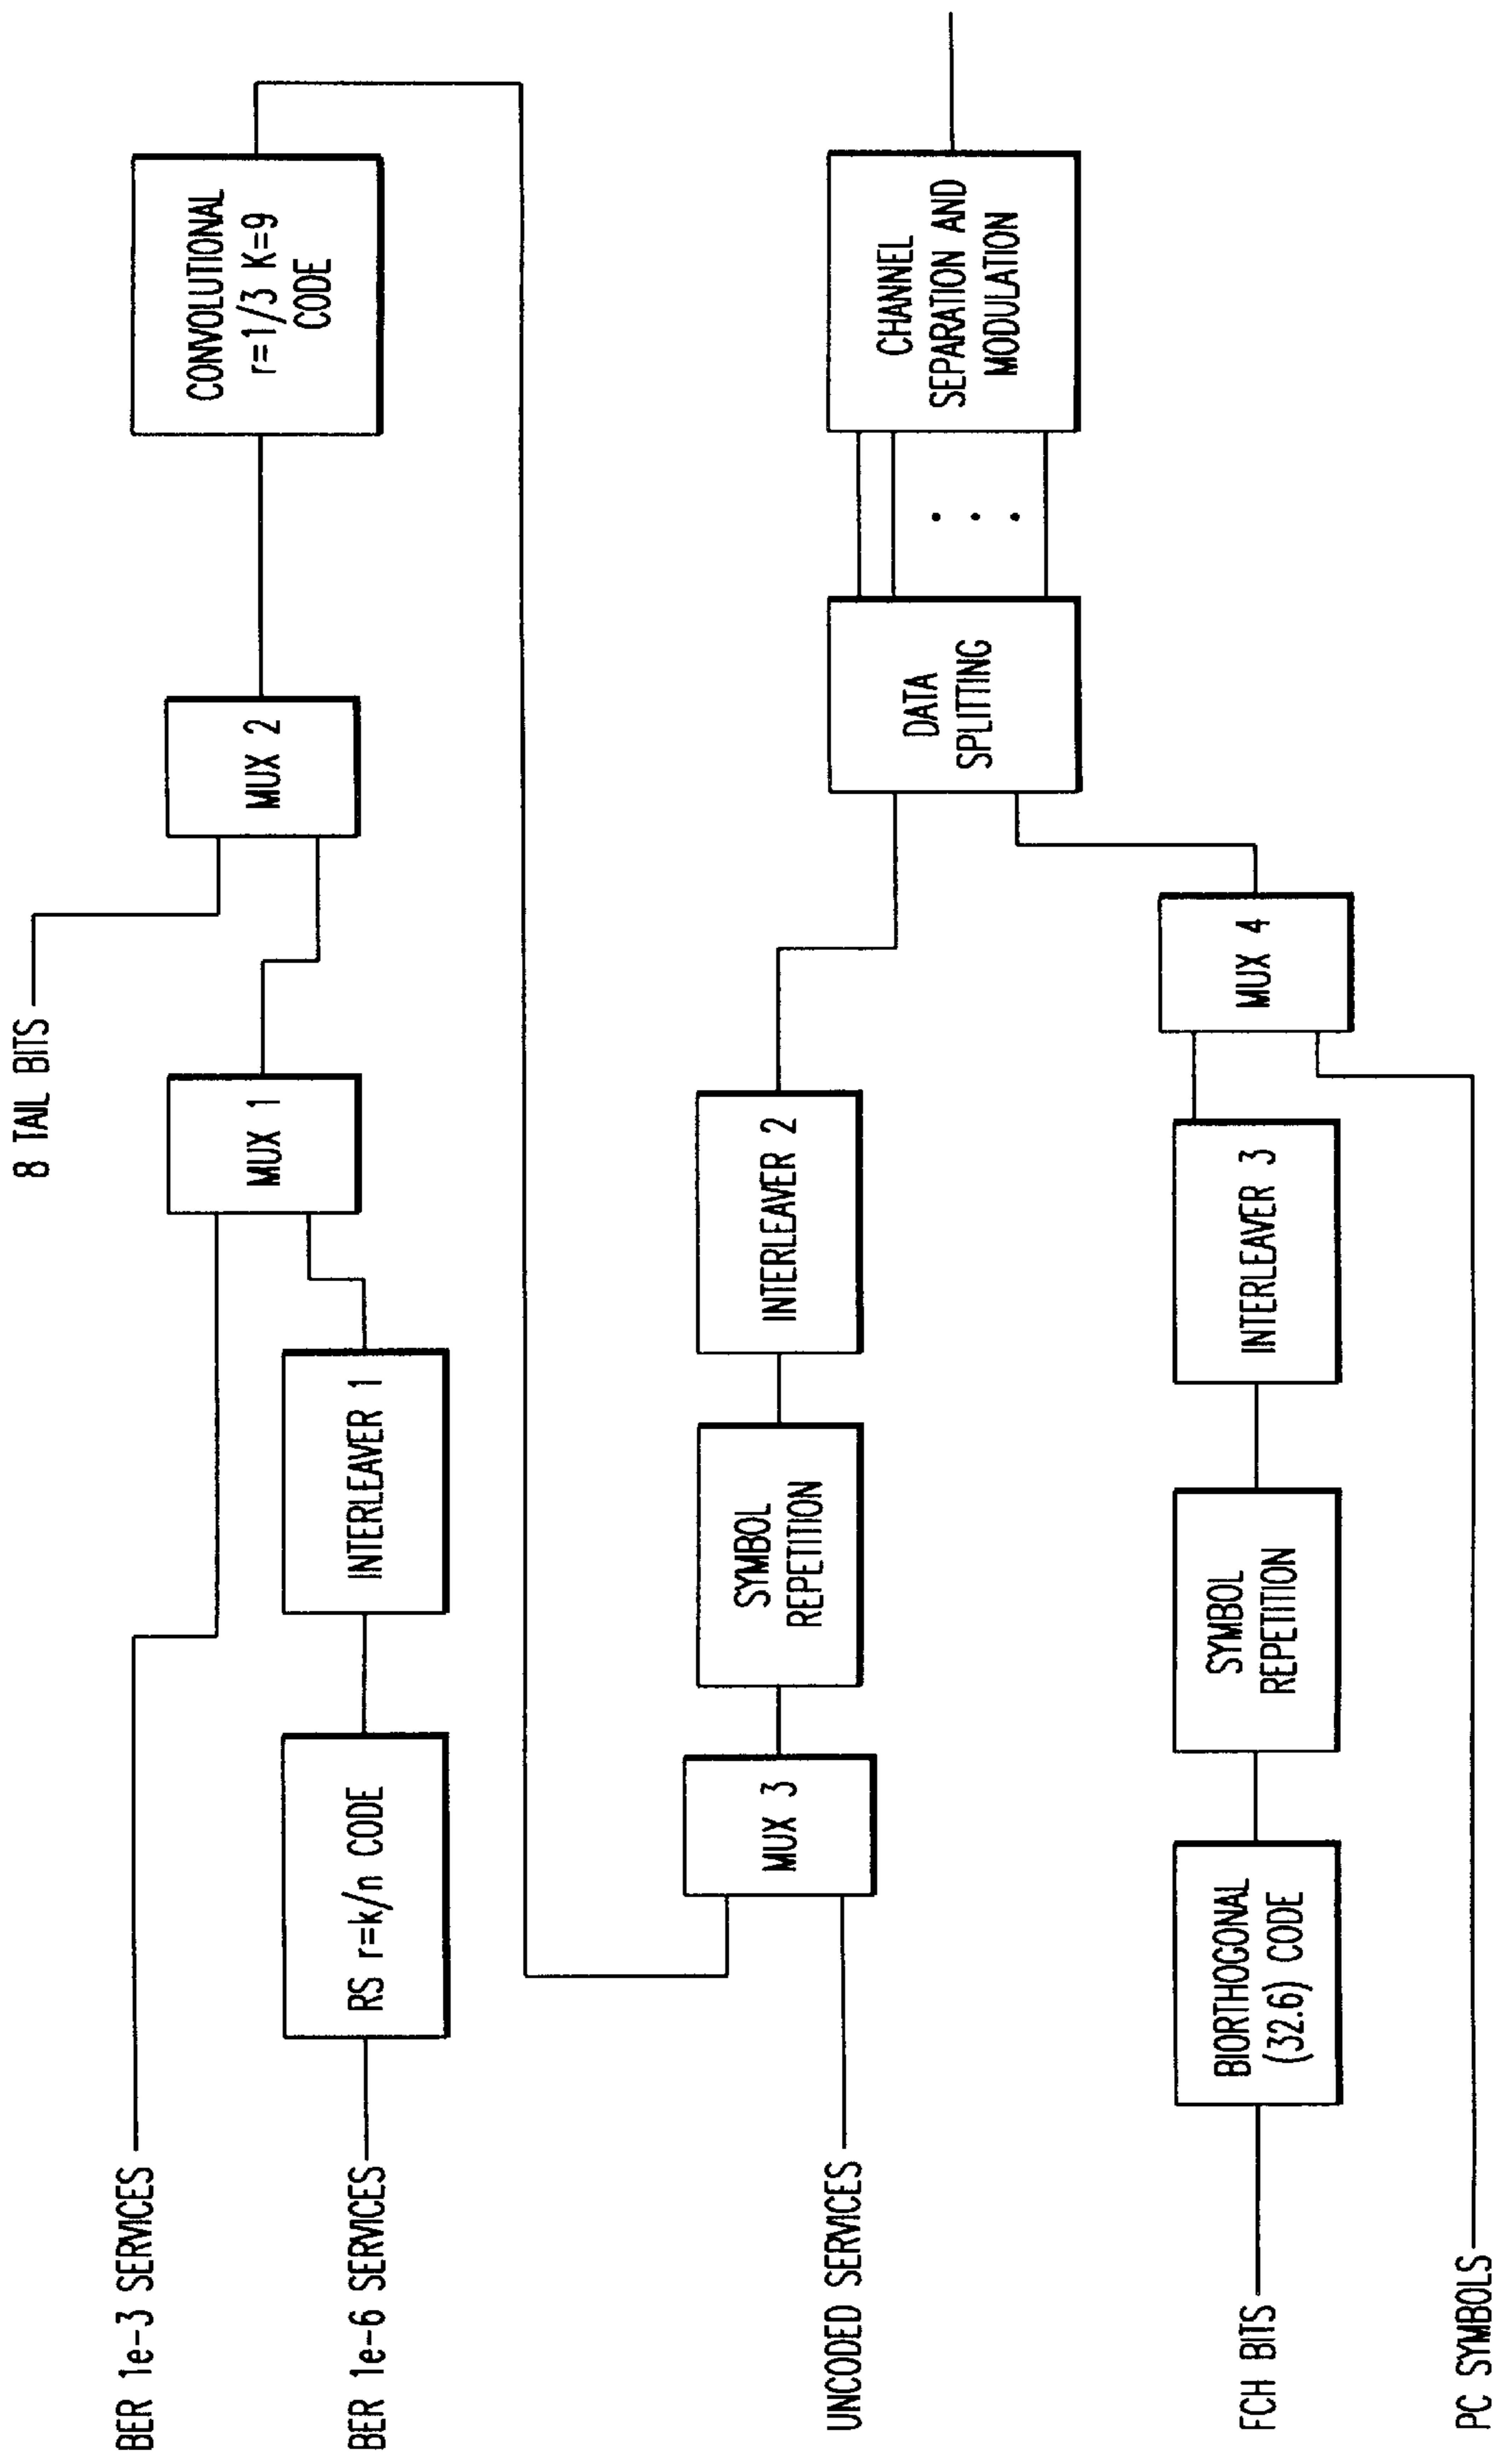 8 TAIL BITS
BER 1e-3 SERVICES
MUX 1
MUX 2
CONVOLUTIONAL
r=1/3 K=9
CODE
BER 1e-6 SERVICES
RS r=k/n CODE
INTERLEAVER 1
UNCODED SERVICES
MUX 3
SYMBOL
REPETITION
INTERLEAVER 2
DATA
SPLITTING
CHANNEL
SEPARATION AND
MODULATION
FCH BITS
BIORTHOGONAL
(32.6) CODE
SYMBOL
REPETITION
INTERLEAVER 3
MUX 4
PC SYMBOLS